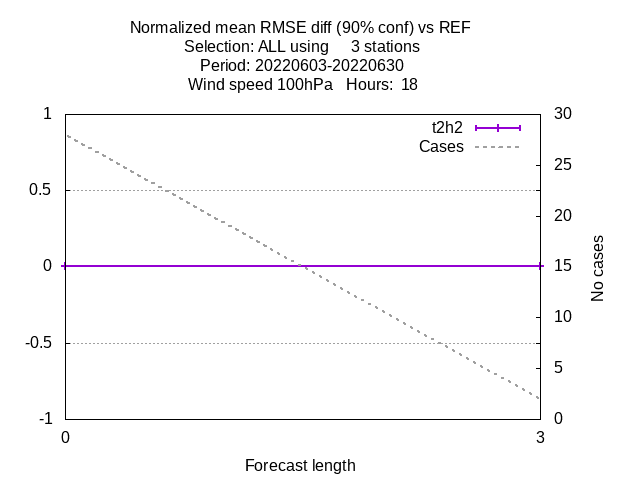 Normalized mean RMSE diff (90% conf) vs REF
Selection: ALL using     3 stations
Period: 20220603-20220630
Wind speed 100hPa   Hours:  18
t2h2
Cases
1
0.5
0
-0.5
-1
30
25
20
15
10
5
0
No cases
0
3
Forecast length